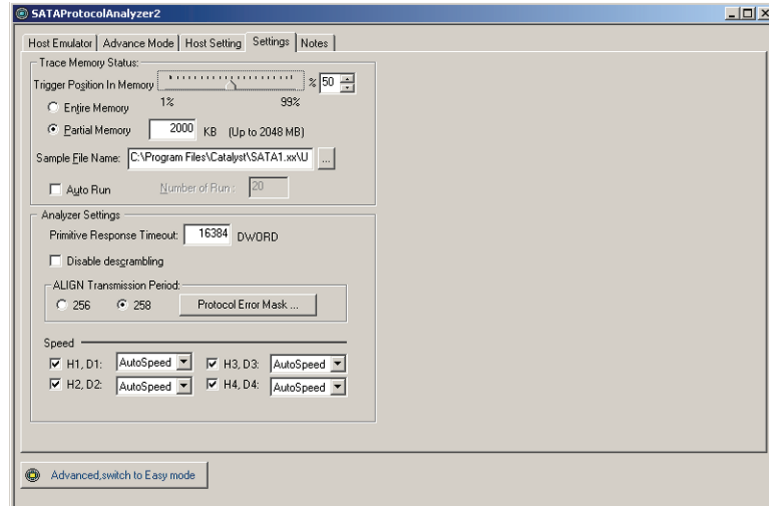 SATAProtocolAnalyzer2
Host Emulator Advance Mode Host Setting Settings Notes
Trace Memory Status:
Trigger Position In Memory % 50
1% 99%
Entire Memory
Partial Memory 2000 KB (Up to 2048 MB)
Sample File Name: C:\Program Files\Catalyst\SATA1.xx\U ...
Auto Run Number of Run : 20
Analyzer Settings
Primitive Response Timeout: 16384 DWORD
Disable descrambling
ALIGN Transmission Period:
256 258 Protocol Error Mask ...
Speed
H1, D1: AutoSpeed H3, D3: AutoSpeed
H2, D2: AutoSpeed H4, D4: AutoSpeed
Advanced,switch to Easy mode